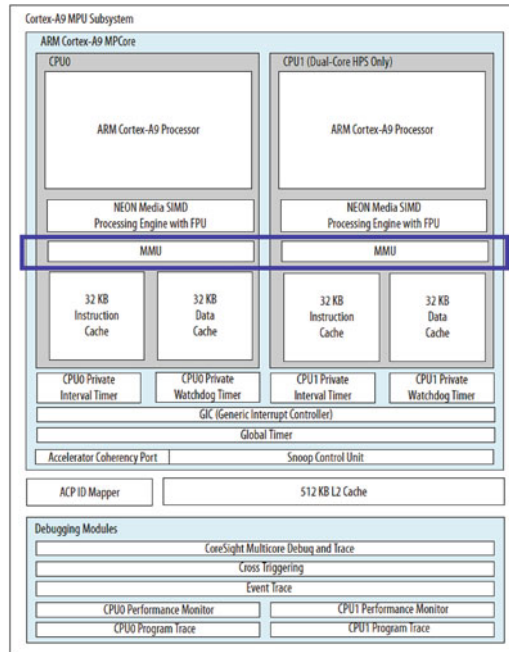 Cortex-A9 MPU Subsystem
ARM Cortex-A9 MPCore
CPU0
CPU1 (Dual-Core HPS Only)
ARM Cortex-A9 Processor
ARM Cortex-A9 Processor
NEON Media SIMD
Processing Engine with FPU
NEON Media SIMD
Processing Engine with FPU
MMU
MMU
32 KB
Instruction
Cache
32 KB
Data
Cache
32 KB
Instruction
Cache
32 KB
Data
Cache
CPU0 Private
Interval Timer
CPU0 Private
Watchdog Timer
CPU1 Private
Interval Timer
CPU1 Private
Watchdog Timer
GIC (Generic Interrupt Controller)
Global Timer
Accelerator Coherency Port
Snoop Control Unit
ACP ID Mapper
512 KB L2 Cache
Debugging Modules
CoreSight Multicore Debug and Trace
Cross Triggering
Event Trace
CPU0 Performance Monitor
CPU1 Performance Monitor
CPU0 Program Trace
CPU1 Program Trace